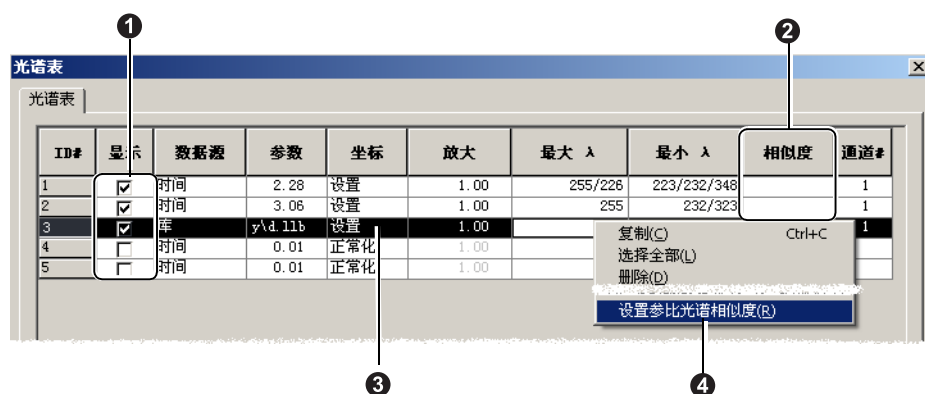 1
2
光谱表
光谱表
ID# 显示 数据源 参数 坐标 放大 最大 λ 最小 λ 相似度 通道#
1 时间 2.28 设置 1.00 255/226 223/232/348 1
2 时间 3.06 设置 1.00 255 232/323 1
3 库 y\d.llb 设置 1.00 1
4 时间 0.01 正常化 1.00
5 时间 0.01 正常化 1.00
复制(C) Ctrl+C
选择全部(L)
删除(D)
设置参比光谱相似度(R)
3
4